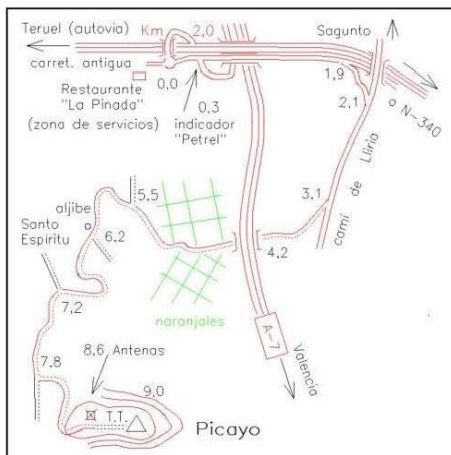 Teruel (autovia)
Km
2,0
Sagunto
carret. antigua
0,0
1,9
Restaurante
"La Pinada"
(zona de servicios)
0,3
indicador
"Petrel"
2,1
a N-340
5,5
3,1
cami de Lliria
aljibe
Santo
Espiritu
6,2
4,2
7,2
naranjales
A-7
7,8
8,6 Antenas
Valencia
9,0
T.T.
Picayo